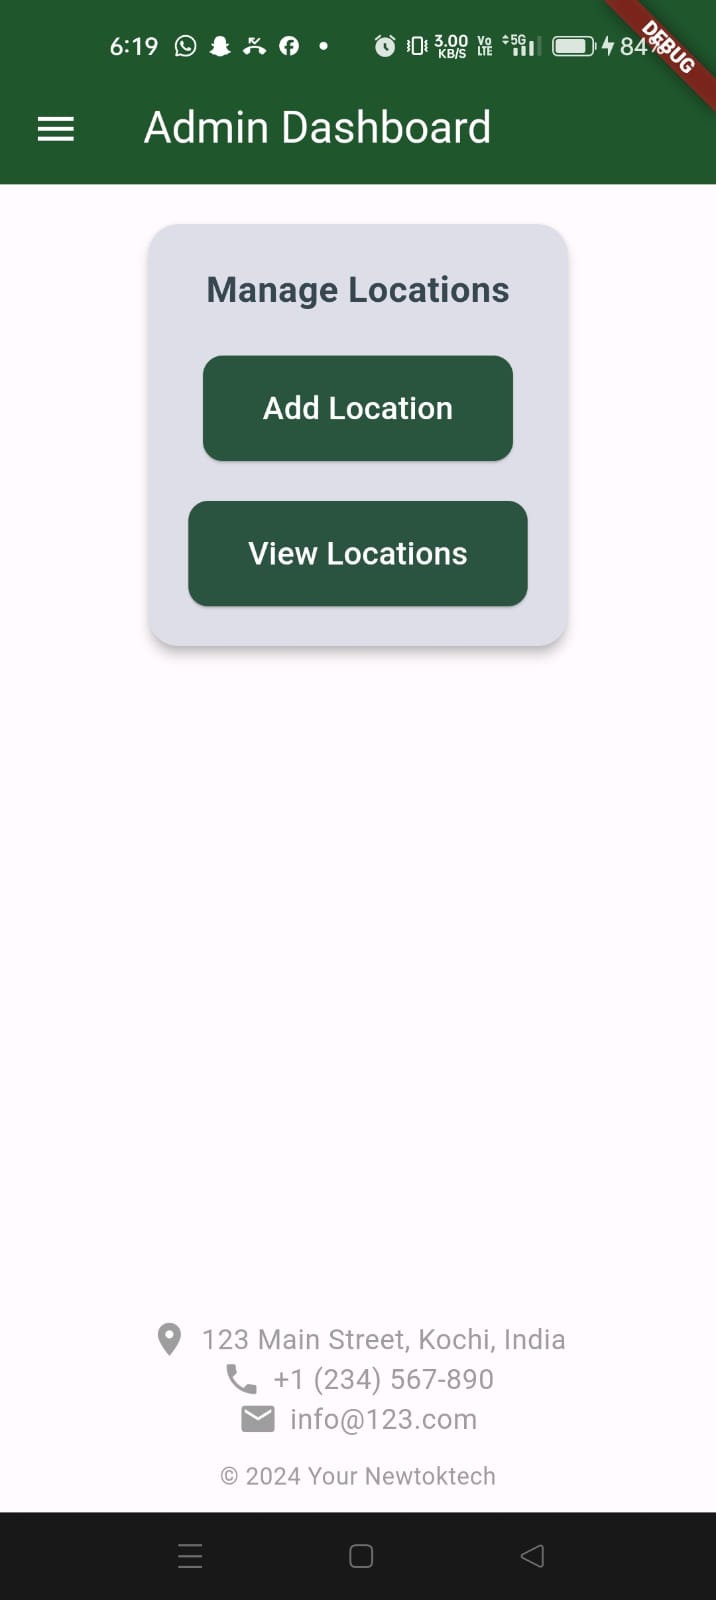 6:19 3.00 KB/S Vo LTE 5G 84%
DEBUG
Admin Dashboard
Manage Locations
Add Location
View Locations
123 Main Street, Kochi, India
+1 (234) 567-890
info@123.com
© 2024 Your Newtoktech